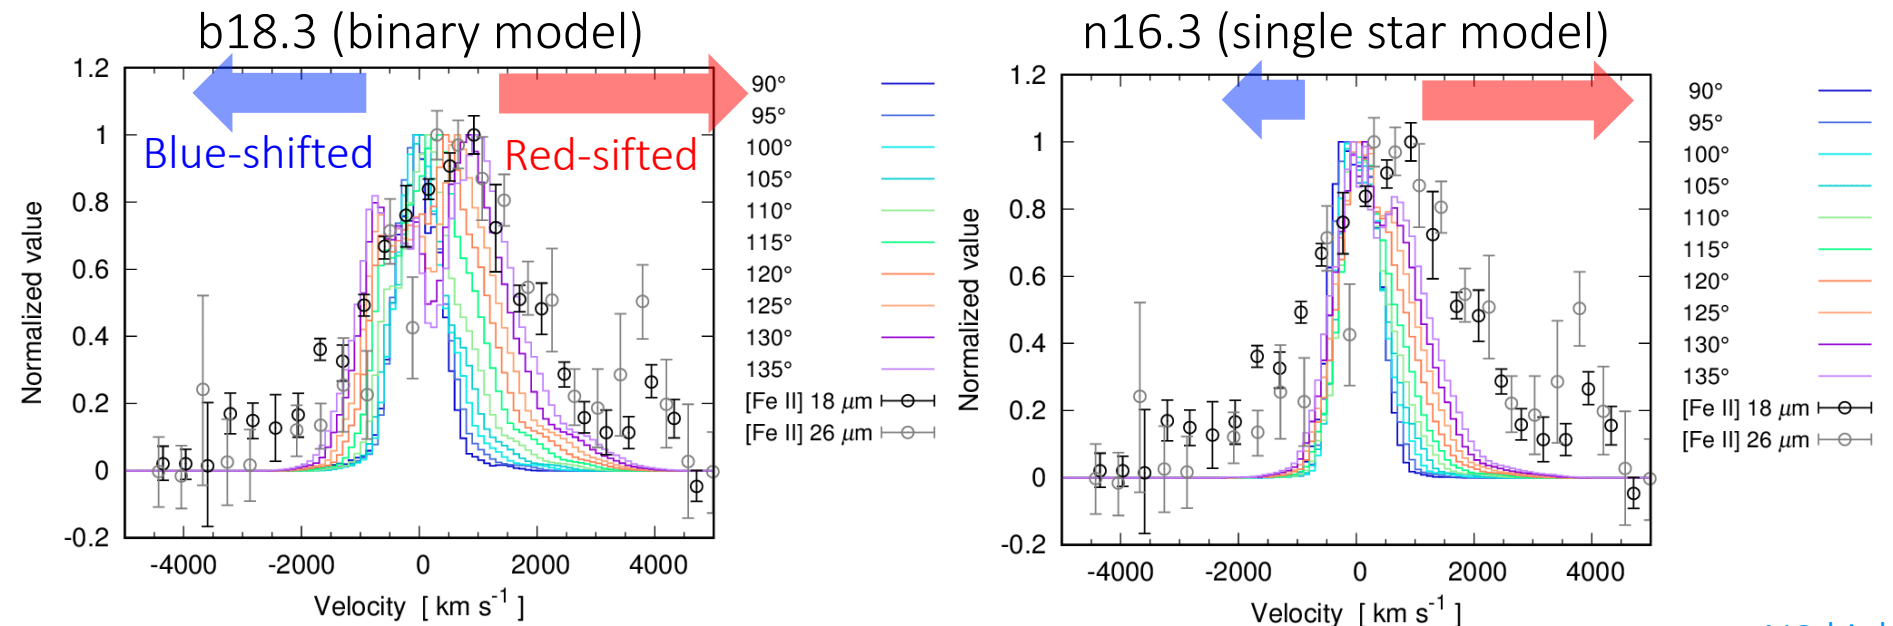 b18.3 (binary model)
1.2
1
0.8
0.6
0.4
0.2
0
-0.2
Normalized value
Blue-shifted
Red-sifted
-4000 -2000 0 2000 4000
Velocity [ km s-1 ]
90°
95°
100°
105°
110°
115°
120°
125°
130°
135°
[Fe II] 18 μm
[Fe II] 26 μm
n16.3 (single star model)
1.2
1
0.8
0.6
0.4
0.2
0
-0.2
Normalized value
-4000 -2000 0 2000 4000
Velocity [ km s-1 ]
90°
95°
100°
105°
110°
115°
120°
125°
130°
135°
[Fe II] 18 μm
[Fe II] 26 μm